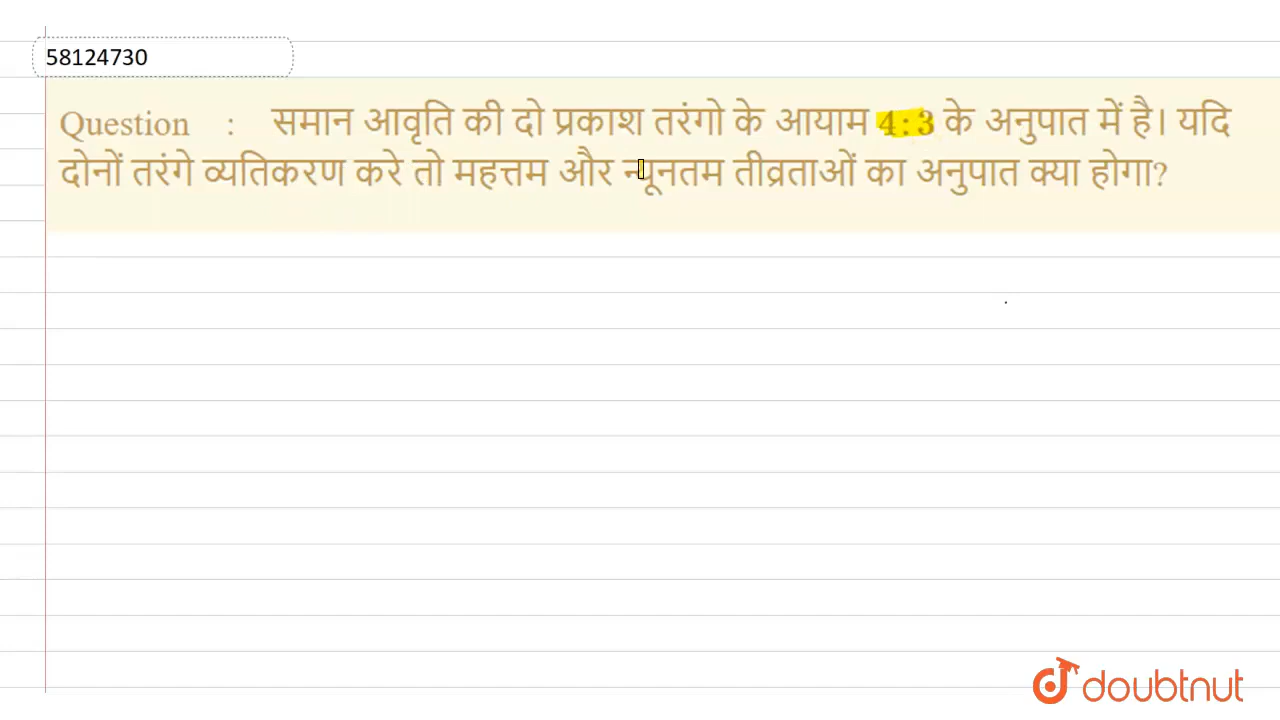 58124730
Question : समान आवृति की दो प्रकाश तरंगो के आयाम 4:3 के अनुपात में है। यदि
दोनों तरंगे व्यतिकरण करे तो महत्तम और न्यूनतम तीव्रताओं का अनुपात क्या होगा?
doubtnut